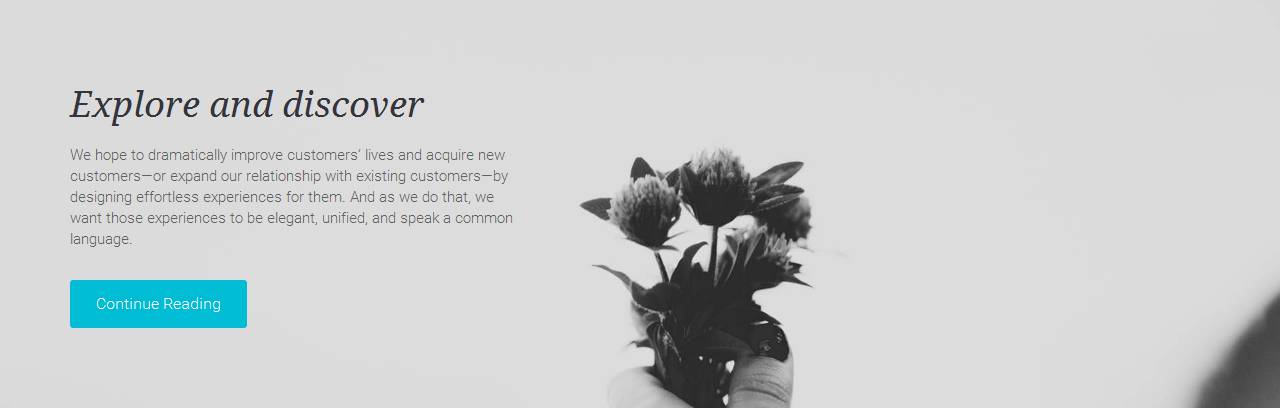 Explore and discover
We hope to dramatically improve customers’ lives and acquire new
customers—or expand our relationship with existing customers—by
designing effortless experiences for them. And as we do that, we
want those experiences to be elegant, unified, and speak a common
language.
Continue Reading